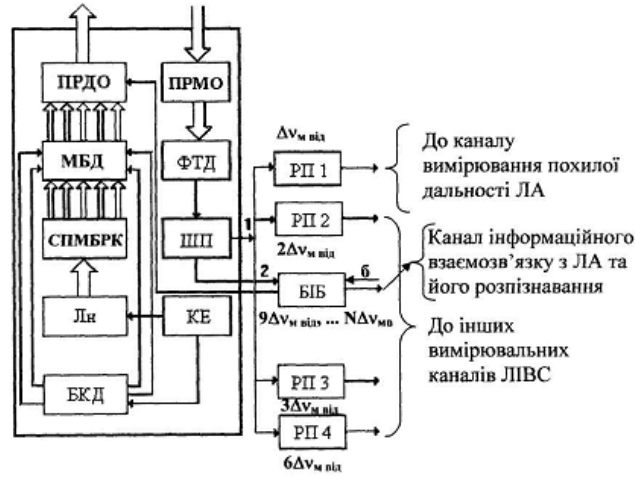 ПРДО
ПРМО
Δνм від
До каналу
вимірювання похилої
дальності ЛА
МБД
ФТД
РП 1
1
РП 2
СПМБРК
ШП
2Δνм від
Канал інформаційного
взаємозв’язку з ЛА та
його розпізнавання
2
б
БІБ
Лн
КЕ
9Δνм від, ... NΔνмв
До інших
вимірювальних
каналів ЛІВС
БКД
РП 3
3Δνм від
РП 4
6Δνм від